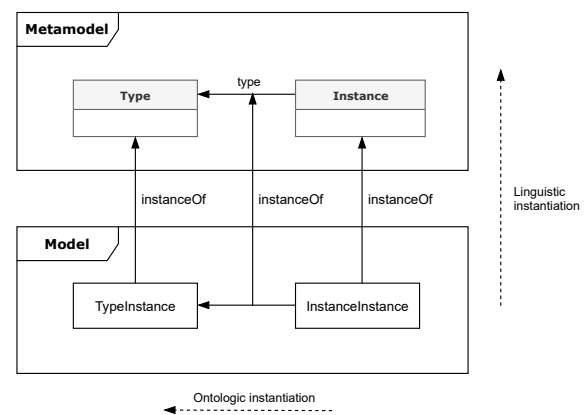 Metamodel
type
Type
Instance
instanceOf
instanceOf
instanceOf
Linguistic
instantiation
Model
TypeInstance
InstanceInstance
Ontologic instantiation